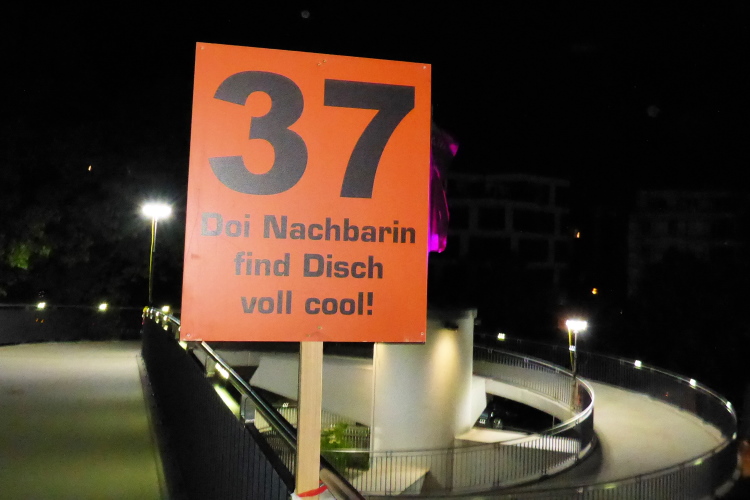 37
Doi Nachbarin
find Disch
voll cool!